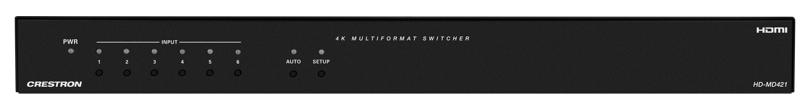 4K MULTIFORMAT SWITCHER
HDMI
PWR
INPUT
1 2 3 4 5 6
AUTO SETUP
CRESTRON
HD-MD421